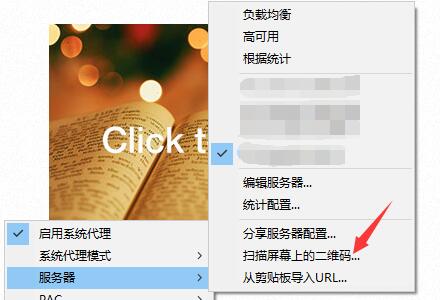 负载均衡
高可用
根据统计
Click t
编辑服务器...
统计配置...
分享服务器配置...
扫描屏幕上的二维码...
从剪贴板导入URL...
启用系统代理
系统代理模式
服务器
PAC